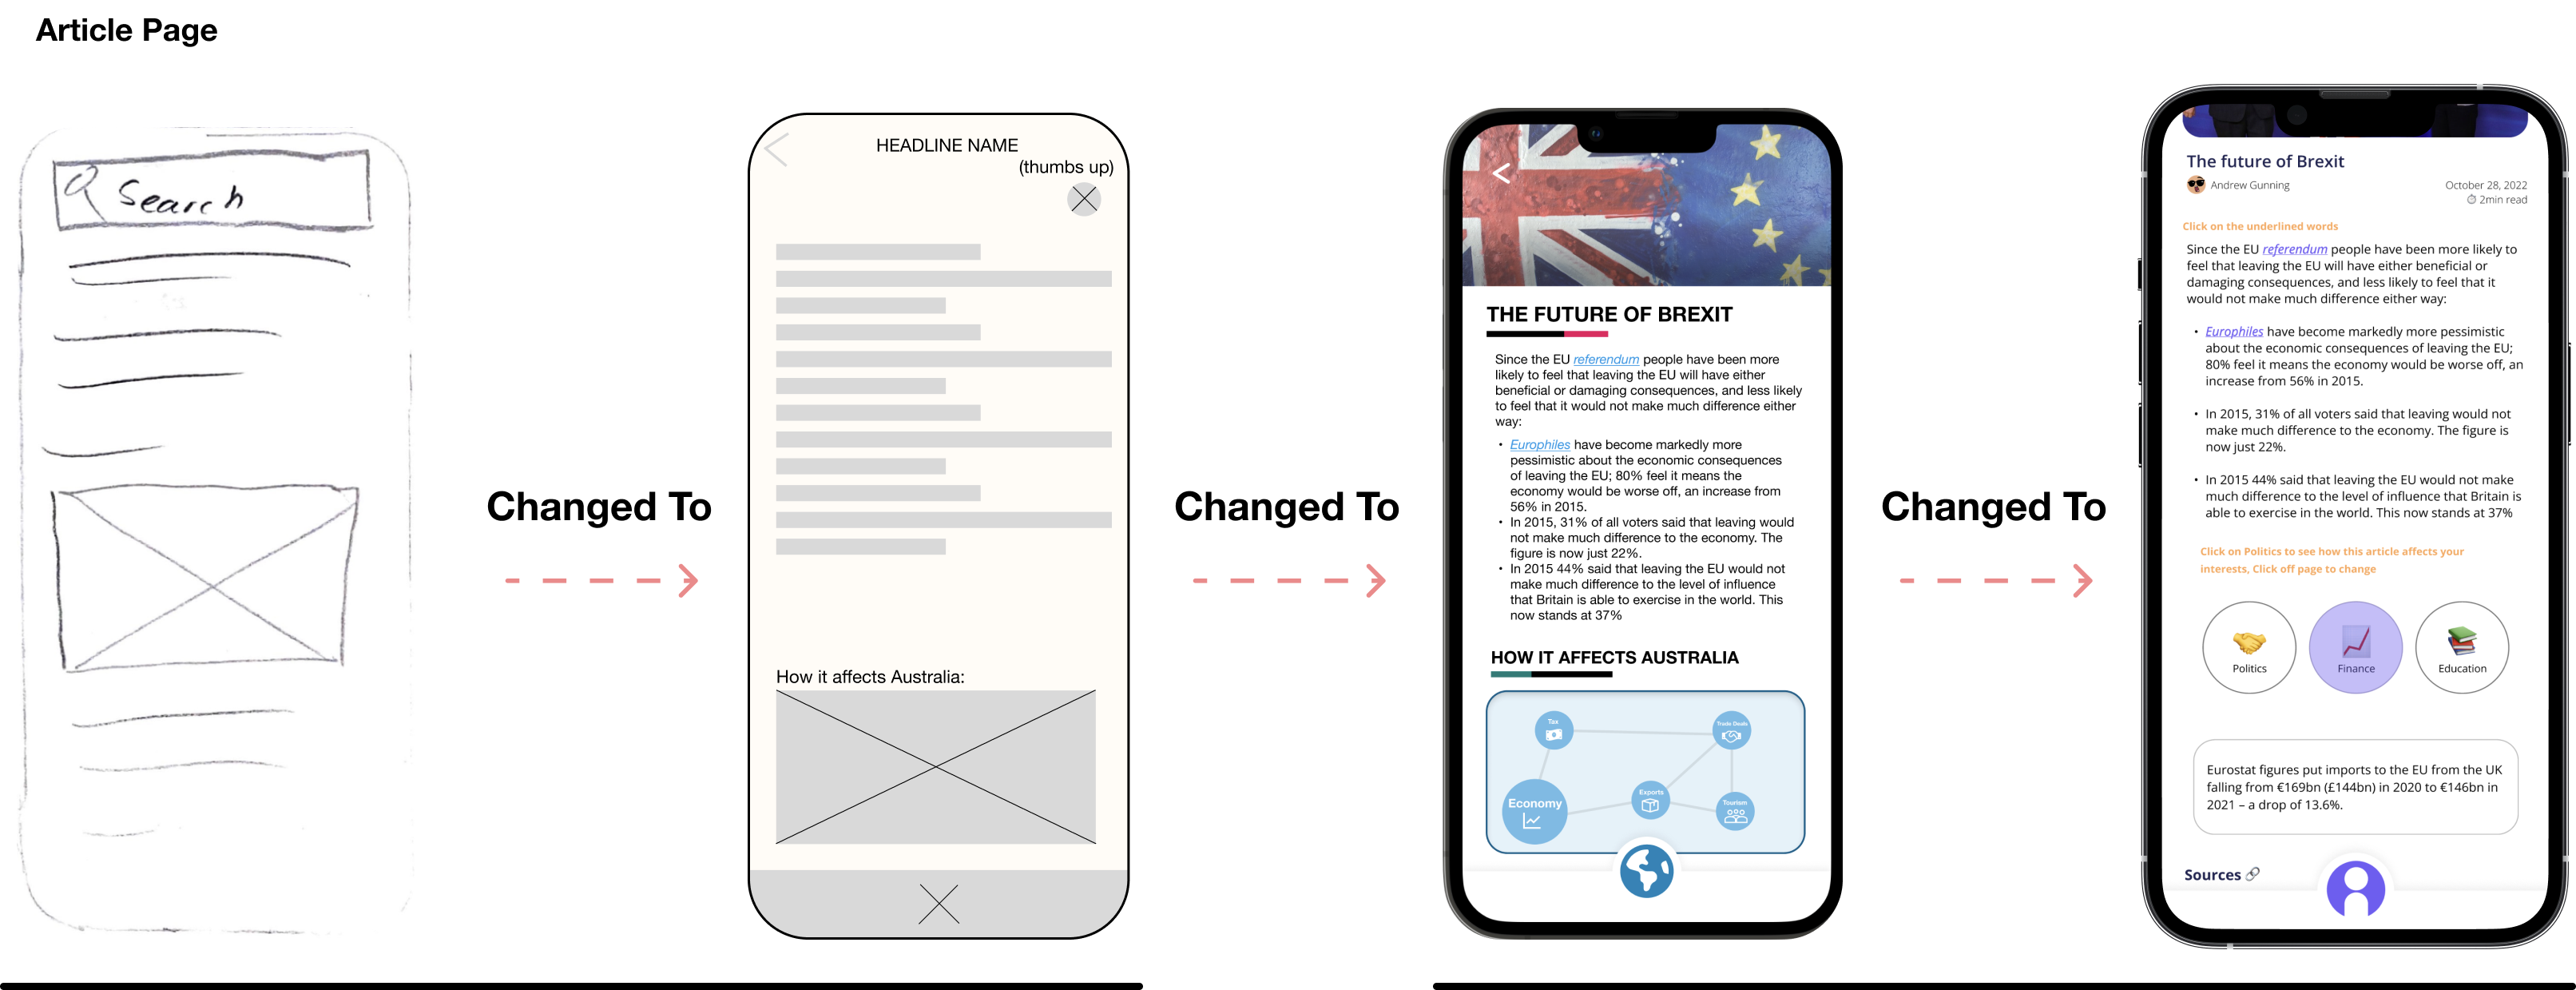 Article Page
Search
Changed To
HEADLINE NAME
(thumbs up)
How it affects Australia:
Changed To
THE FUTURE OF BREXIT
Since the EU referendum people have been more
likely to feel that leaving the EU will have either
beneficial or damaging consequences, and less likely
to feel that it would not make much difference either
way:
• Europhiles have become markedly more
pessimistic about the economic consequences
of leaving the EU; 80% feel it means the
economy would be worse off, an increase from
56% in 2015.
• In 2015, 31% of all voters said that leaving would
not make much difference to the economy. The
figure is now just 22%.
• In 2015 44% said that leaving the EU would not
make much difference to the level of influence
that Britain is able to exercise in the world. This
now stands at 37%
HOW IT AFFECTS AUSTRALIA
Tax
Trade Deals
Economy
Exports
Tourism
Changed To
The future of Brexit
Andrew Gunning
October 28, 2022
2min read
Click on the underlined words
Since the EU referendum people have been more likely to
feel that leaving the EU will have either beneficial or
damaging consequences, and less likely to feel that it
would not make much difference either way:
• Europhiles have become markedly more pessimistic
about the economic consequences of leaving the EU;
80% feel it means the economy would be worse off, an
increase from 56% in 2015.
• In 2015, 31% of all voters said that leaving would not
make much difference to the economy. The figure is
now just 22%.
• In 2015 44% said that leaving the EU would not make
much difference to the level of influence that Britain is
able to exercise in the world. This now stands at 37%
Click on Politics to see how this article affects your
interests, Click off page to change
Politics
Finance
Education
Eurostat figures put imports to the EU from the UK
falling from €169bn (£144bn) in 2020 to €146bn in
2021 – a drop of 13.6%.
Sources